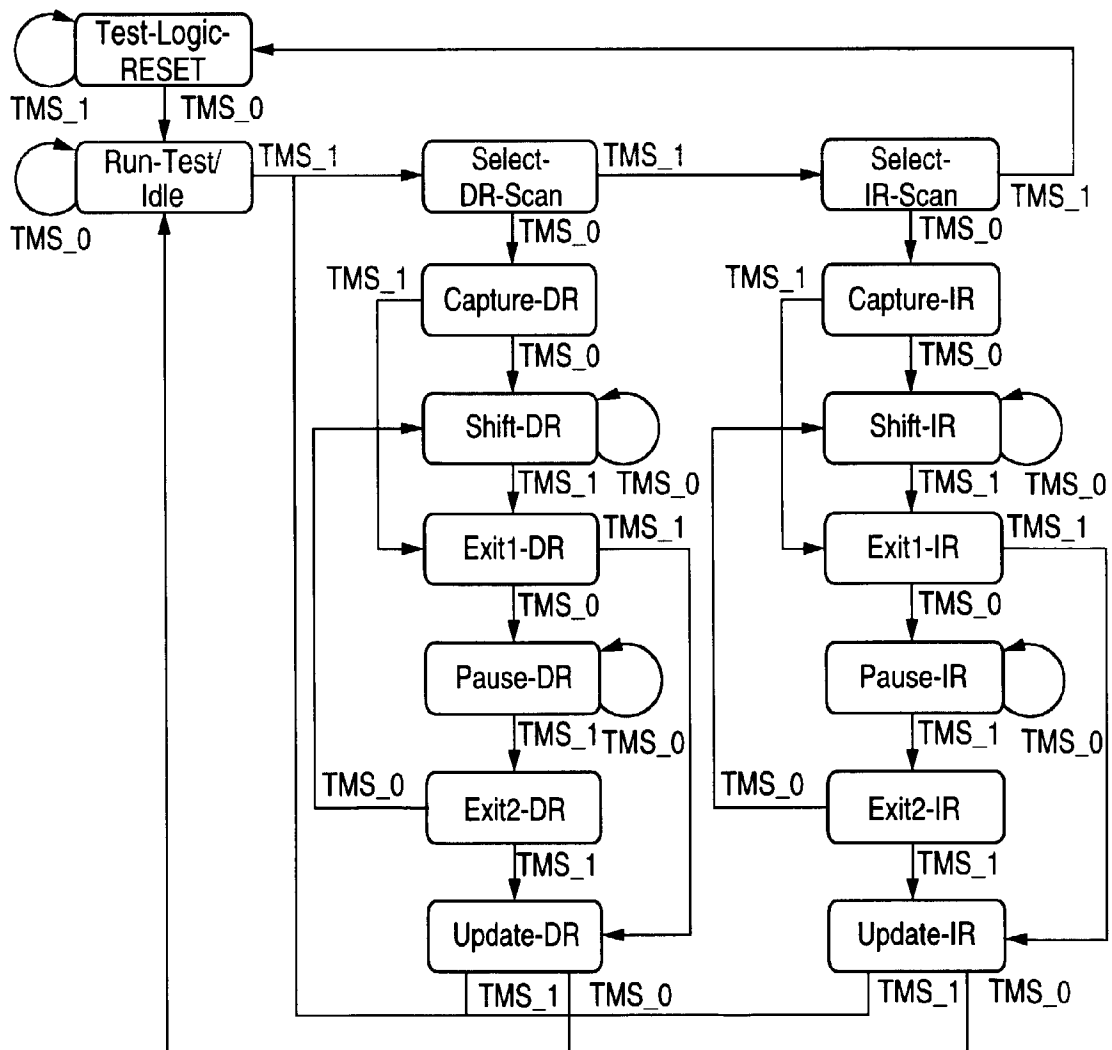 Test-Logic-
RESET
TMS_1
TMS_0
Run-Test/
Idle
TMS_1
TMS_0
Select-
DR-Scan
TMS_1
TMS_0
Select-
IR-Scan
TMS_1
TMS_0
TMS_1
Capture-DR
TMS_0
TMS_1
Capture-IR
TMS_0
Shift-DR
TMS_1
TMS_0
Shift-IR
TMS_1
TMS_0
Exit1-DR
TMS_1
TMS_0
Exit1-IR
TMS_1
TMS_0
Pause-DR
TMS_1
TMS_0
Pause-IR
TMS_1
TMS_0
TMS_0
Exit2-DR
TMS_1
TMS_0
Exit2-IR
TMS_1
Update-DR
TMS_1
TMS_0
Update-IR
TMS_1
TMS_0